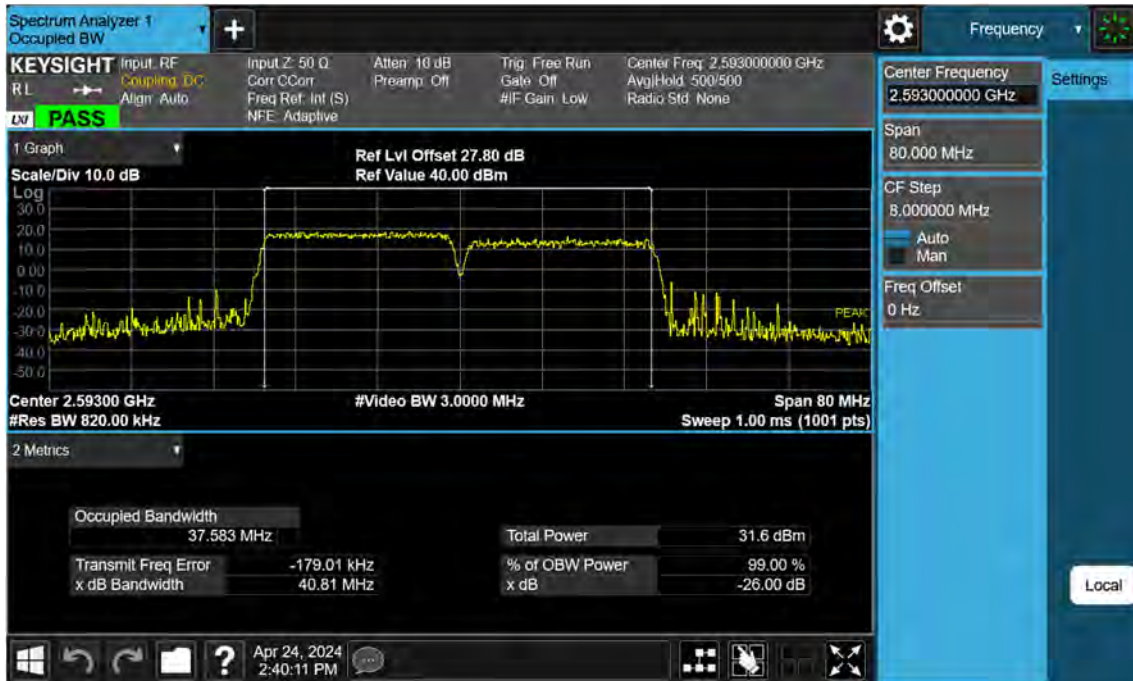 Spectrum Analyzer 1
Occupied BW
Frequency
KEYSIGHT
RL
LXI
PASS
Input: RF
Coupling: DC
Align: Auto
Input Z: 50 Ω
Corr CCorr
Freq Ref: Int (S)
NFE: Adaptive
Atten: 10 dB
Preamp: Off
Trig: Free Run
Gate: Off
#IF Gain: Low
Center Freq: 2.593000000 GHz
Avg|Hold: 500/500
Radio Std: None
1 Graph
Scale/Div 10.0 dB
Ref Lvl Offset 27.80 dB
Ref Value 40.00 dBm
Log
30.0
20.0
10.0
0.00
-10.0
-20.0
-30.0
-40.0
-50.0
PEAK
Center 2.59300 GHz
#Video BW 3.0000 MHz
Span 80 MHz
#Res BW 820.00 kHz
Sweep 1.00 ms (1001 pts)
2 Metrics
Occupied Bandwidth
37.583 MHz
Transmit Freq Error -179.01 kHz
x dB Bandwidth 40.81 MHz
Total Power 31.6 dBm
% of OBW Power 99.00 %
x dB -26.00 dB
Center Frequency
2.593000000 GHz
Span
80.000 MHz
CF Step
8.000000 MHz
Auto
Man
Freq Offset
0 Hz
Settings
Local
?
Apr 24, 2024
2:40:11 PM